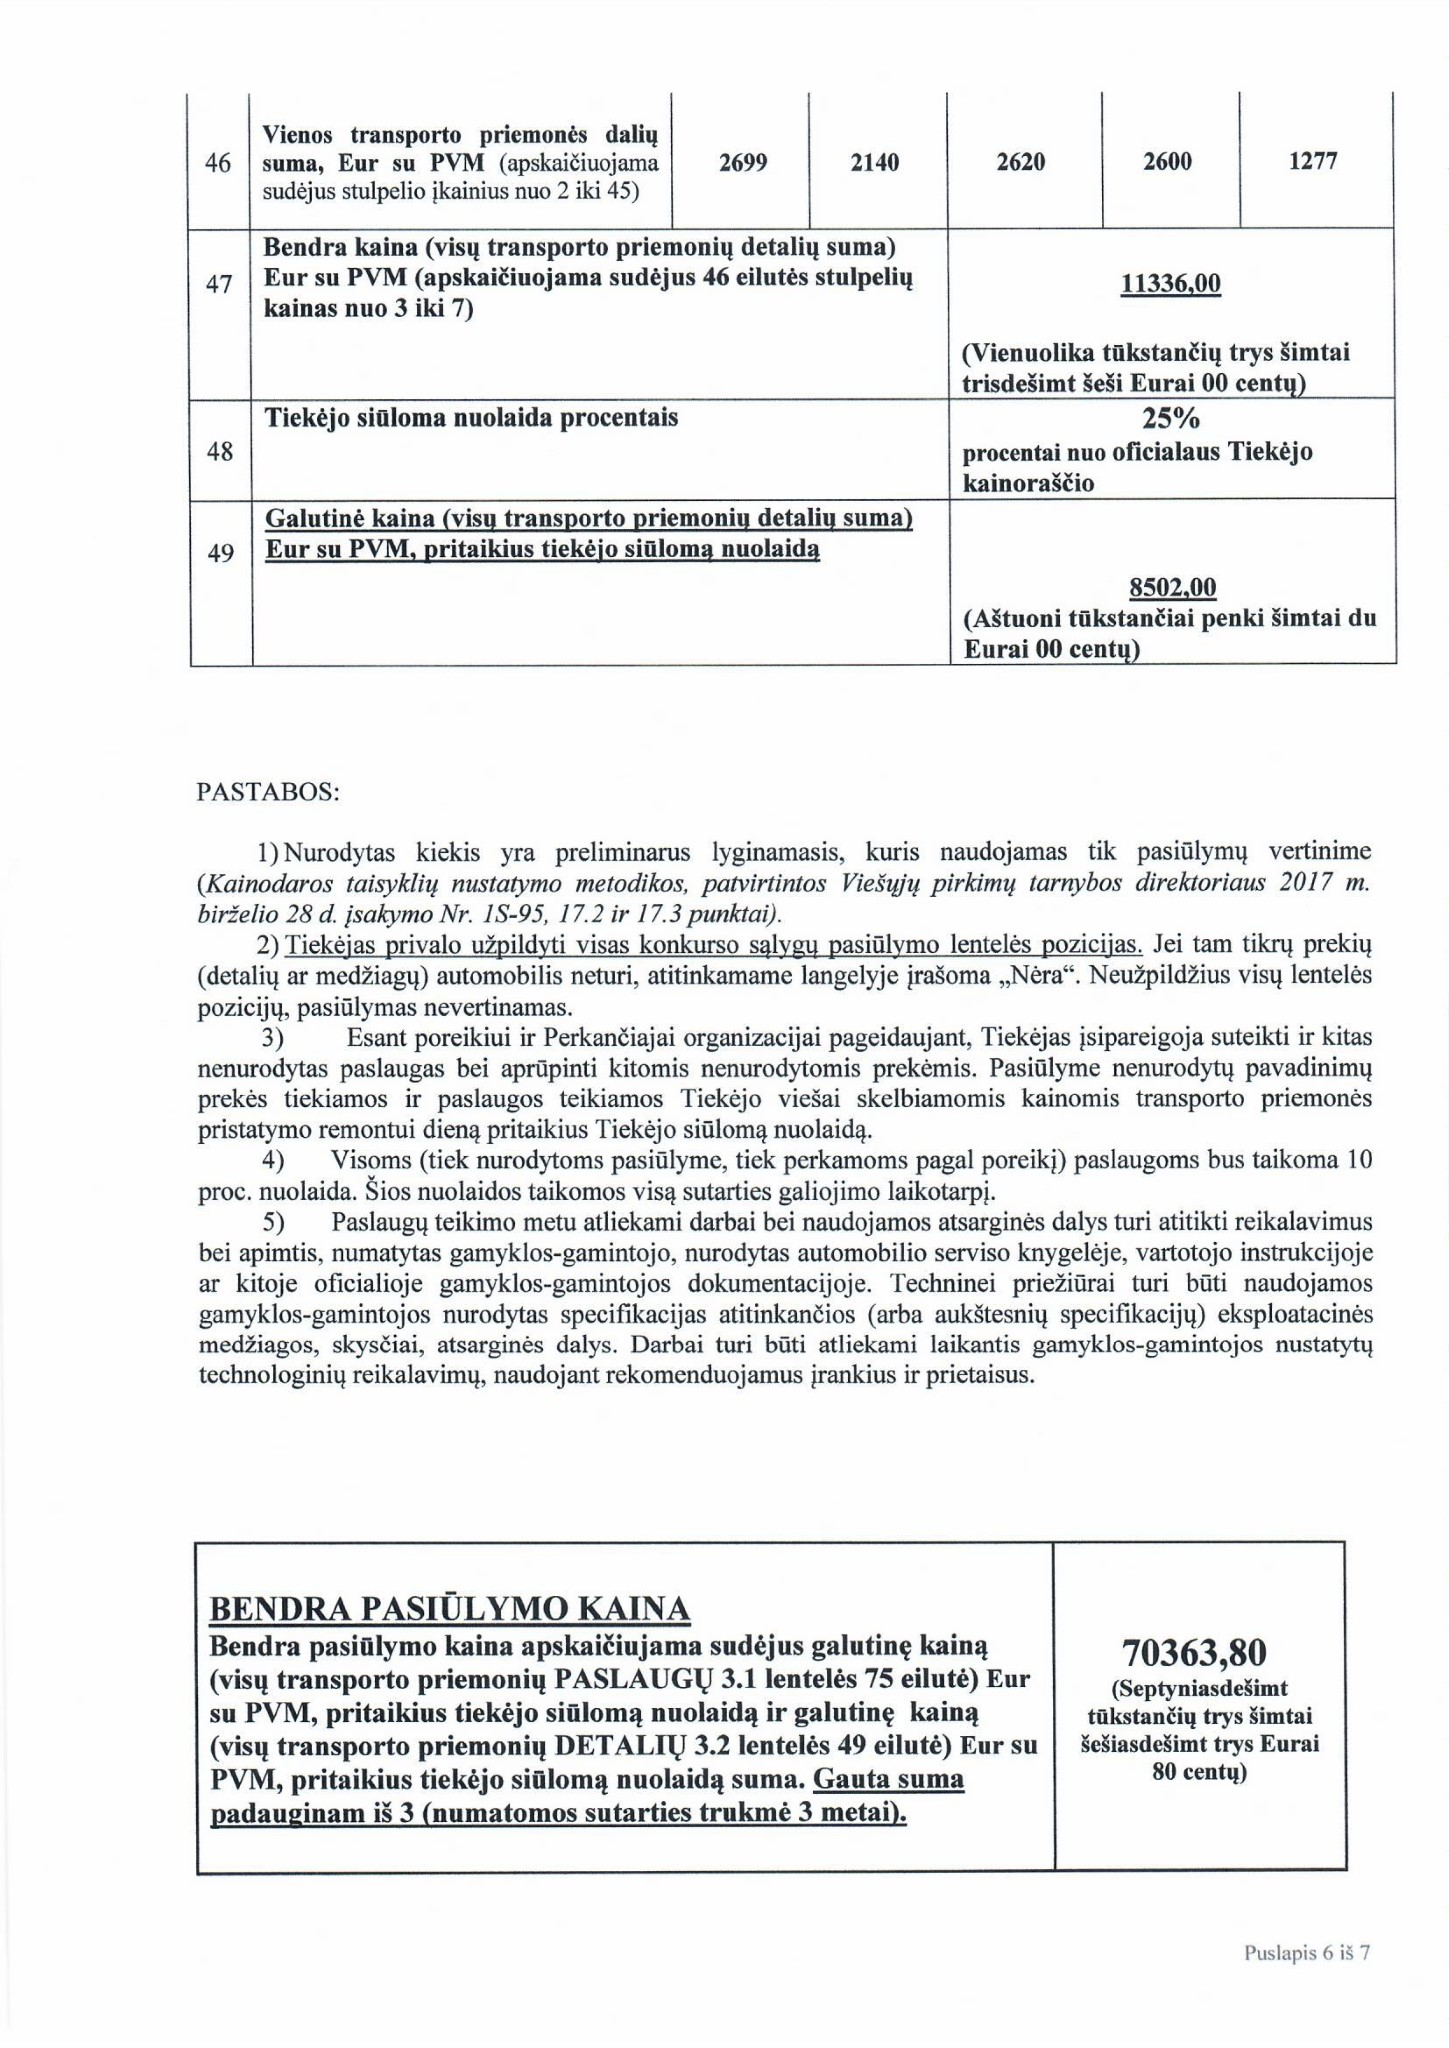 46
Vienos transporto priemonės dalių
suma, Eur su PVM (apskaičiuojama
sudėjus stulpelio įkainius nuo 2 iki 45)
2699
2140
2620
2600
1277
47
Bendra kaina (visų transporto priemonių detalių suma)
Eur su PVM (apskaičiuojama sudėjus 46 eilutės stulpelių
kainas nuo 3 iki 7)
11336,00
(Vienuolika tūkstančių trys šimtai
trisdešimt šeši Eurai 00 centų)
48
Tiekėjo siūloma nuolaida procentais
25%
procentai nuo oficialaus Tiekėjo
kainoraščio
49
Galutinė kaina (visų transporto priemonių detalių suma)
Eur su PVM, pritaikius tiekėjo siūlomą nuolaidą
8502,00
(Aštuoni tūkstančiai penki šimtai du
Eurai 00 centų)
PASTABOS:
1) Nurodytas kiekis yra preliminarus lyginamasis, kuris naudojamas tik pasiūlymų vertinime
(Kainodaros taisyklių nustatymo metodikos, patvirtintos Viešųjų pirkimų tarnybos direktoriaus 2017 m.
birželio 28 d. įsakymo Nr. 1S-95, 17.2 ir 17.3 punktai).
2) Tiekėjas privalo užpildyti visas konkurso sąlygų pasiūlymo lentelės pozicijas. Jei tam tikrų prekių
(detalių ar medžiagų) automobilis neturi, atitinkamame langelyje įrašoma „Nėra“. Neužpildžius visų lentelės
pozicijų, pasiūlymas nevertinamas.
3) Esant poreikiui ir Perkančiajai organizacijai pageidaujant, Tiekėjas įsipareigoja suteikti ir kitas
nenurodytas paslaugas bei aprūpinti kitomis nenurodytomis prekėmis. Pasiūlyme nenurodytų pavadinimų
prekės tiekiamos ir paslaugos teikiamos Tiekėjo viešai skelbiamomis kainomis transporto priemonės
pristatymo remontui dieną pritaikius Tiekėjo siūlomą nuolaidą.
4) Visoms (tiek nurodytoms pasiūlyme, tiek perkamoms pagal poreikį) paslaugoms bus taikoma 10
proc. nuolaida. Šios nuolaidos taikomos visą sutarties galiojimo laikotarpį.
5) Paslaugų teikimo metu atliekami darbai bei naudojamos atsarginės dalys turi atitikti reikalavimus
bei apimtis, numatytas gamyklos-gamintojo, nurodytas automobilio serviso knygelėje, vartotojo instrukcijoje
ar kitoje oficialioje gamyklos-gamintojos dokumentacijoje. Techninei priežiūrai turi būti naudojamos
gamyklos-gamintojos nurodytas specifikacijas atitinkančios (arba aukštesnių specifikacijų) eksploatacinės
medžiagos, skysčiai, atsarginės dalys. Darbai turi būti atliekami laikantis gamyklos-gamintojos nustatytų
technologinių reikalavimų, naudojant rekomenduojamus įrankius ir prietaisus.
BENDRA PASIŪLYMO KAINA
Bendra pasiūlymo kaina apskaičiujama sudėjus galutinę kainą
(visų transporto priemonių PASLAUGŲ 3.1 lentelės 75 eilutė) Eur
su PVM, pritaikius tiekėjo siūlomą nuolaidą ir galutinę kainą
(visų transporto priemonių DETALIŲ 3.2 lentelės 49 eilutė) Eur su
PVM, pritaikius tiekėjo siūlomą nuolaidą suma. Gauta suma
padauginam iš 3 (numatomos sutarties trukmė 3 metai).
70363,80
(Septyniasdešimt
tūkstančių trys šimtai
šešiasdešimt trys Eurai
80 centų)
Puslapis 6 iš 7